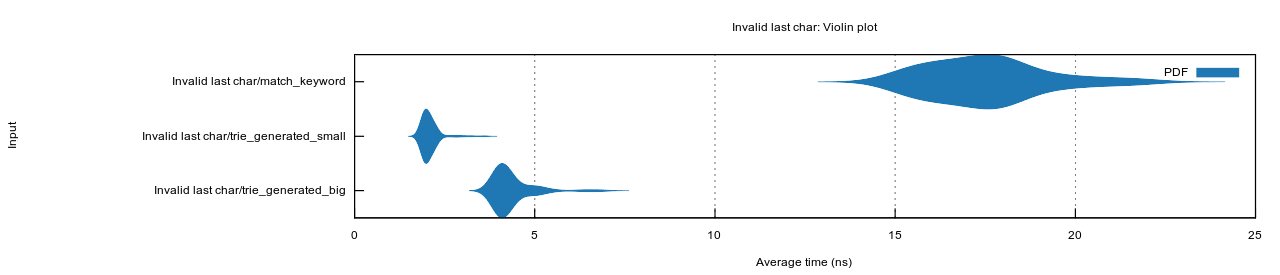 Invalid last char: Violin plot
PDF
Input
Invalid last char/match_keyword
Invalid last char/trie_generated_small
Invalid last char/trie_generated_big
0 5 10 15 20 25
Average time (ns)